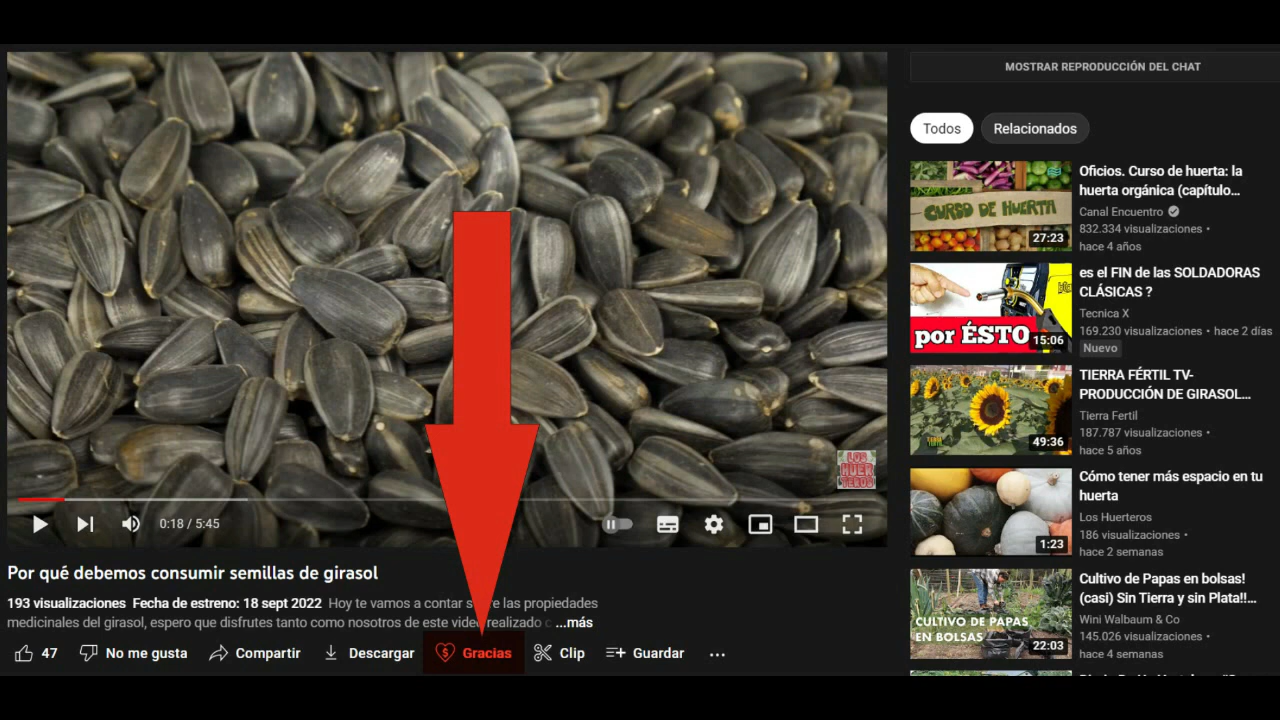 MOSTRAR REPRODUCCIÓN DEL CHAT
Todos
Relacionados
CURSO DE HUERTA
27:23
Oficios. Curso de huerta: la
huerta orgánica (capítulo...
Canal Encuentro
832.334 visualizaciones •
hace 4 años
por ÉSTO
15:06
es el FIN de las SOLDADORAS
CLÁSICAS ?
Tecnica X
169.230 visualizaciones • hace 2 días
Nuevo
49:36
TIERRA FÉRTIL TV-
PRODUCCIÓN DE GIRASOL...
Tierra Fertil
187.787 visualizaciones •
hace 5 años
1:23
Cómo tener más espacio en tu
huerta
Los Huerteros
186 visualizaciones •
hace 2 semanas
CULTIVO DE PAPAS
EN BOLSAS
22:03
Cultivo de Papas en bolsas!
(casi) Sin Tierra y sin Plata!!...
Wini Walbaum & Co
145.026 visualizaciones •
hace 4 semanas
LOS
HUER
TEROS
0:18 / 5:45
Por qué debemos consumir semillas de girasol
193 visualizaciones Fecha de estreno: 18 sept 2022 Hoy te vamos a contar las propiedades
medicinales del girasol, espero que disfrutes tanto como nosotros de este video realizado ...más
47 No me gusta Compartir Descargar $ Gracias Clip Guardar ...